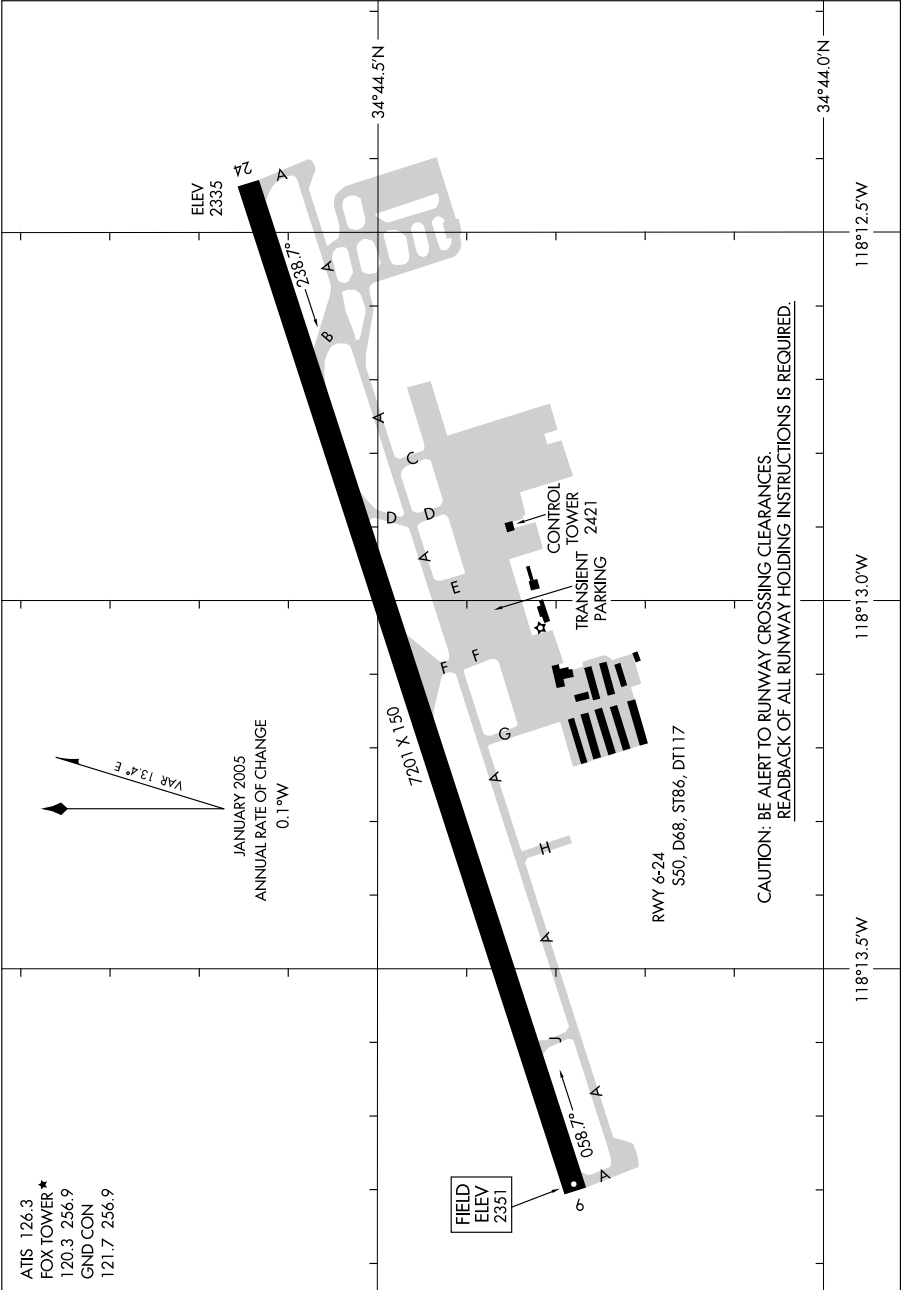 ATIS 126.3
FOX TOWER ★
120.3 256.9
GND CON
121.7 256.9
JANUARY 2005
ANNUAL RATE OF CHANGE
0.1°W
VAR 13.4° E
ELEV
2335
24
A
238.7°
A
B
A
C
D
D
A
E
F
F
G
A
H
A
J
A
A
058.7°
6
7201 X 150
FIELD
ELEV
2351
CONTROL
TOWER
2421
TRANSIENT
PARKING
RWY 6-24
S50, D68, ST86, DT117
CAUTION: BE ALERT TO RUNWAY CROSSING CLEARANCES.
READBACK OF ALL RUNWAY HOLDING INSTRUCTIONS IS REQUIRED.
34°44.5'N
34°44.0'N
118°13.5'W
118°13.0'W
118°12.5'W